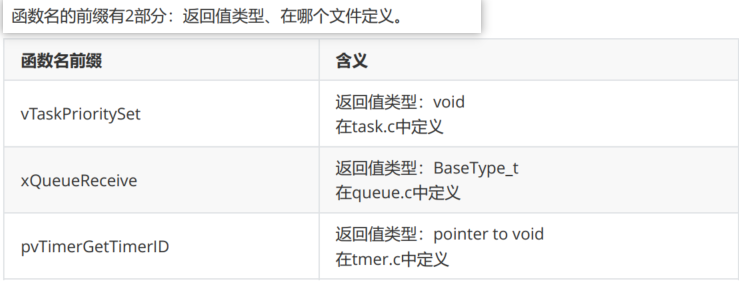 函数名的前缀有2部分：返回值类型、在哪个文件定义。
函数名前缀 含义
vTaskPrioritySet 返回值类型：void
在task.c中定义
xQueueReceive 返回值类型：BaseType_t
在queue.c中定义
pvTimerGetTimerID 返回值类型：pointer to void
在tmer.c中定义